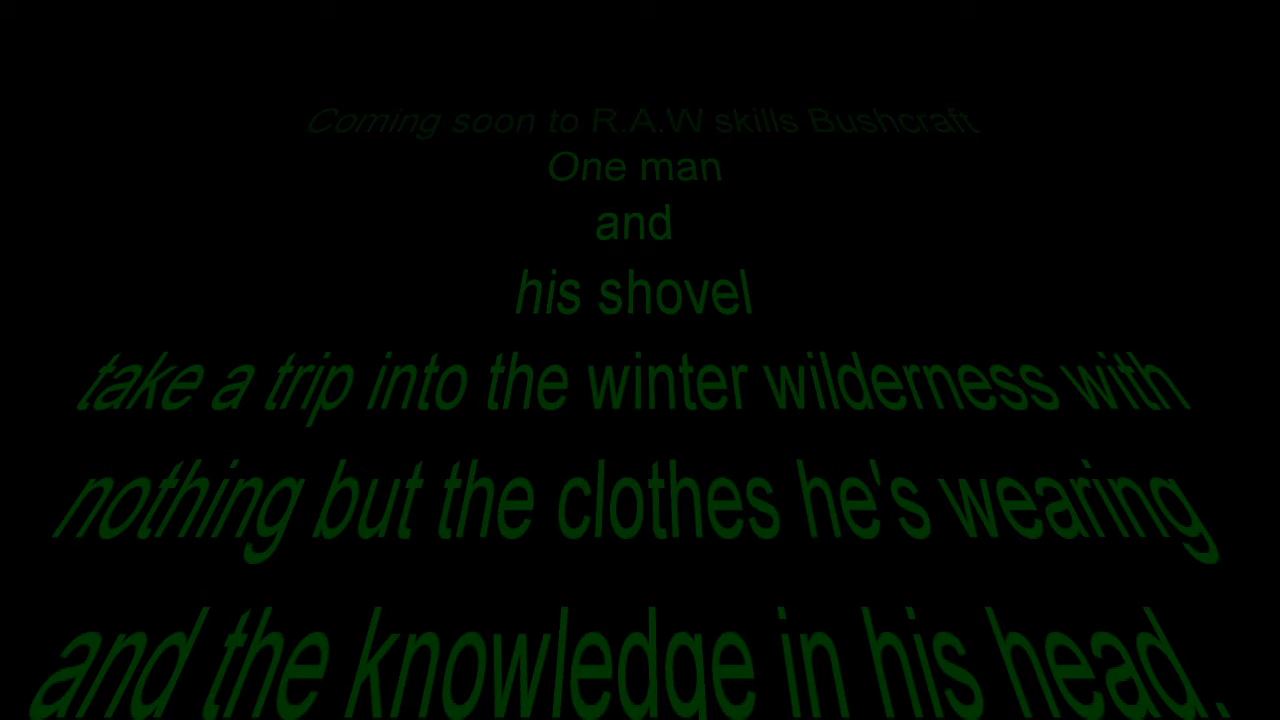 Coming soon to R.A.W skills Bushcraft
One man
and
his shovel
take a trip into the winter wilderness with
nothing but the clothes he's wearing
and the knowledge in his head.